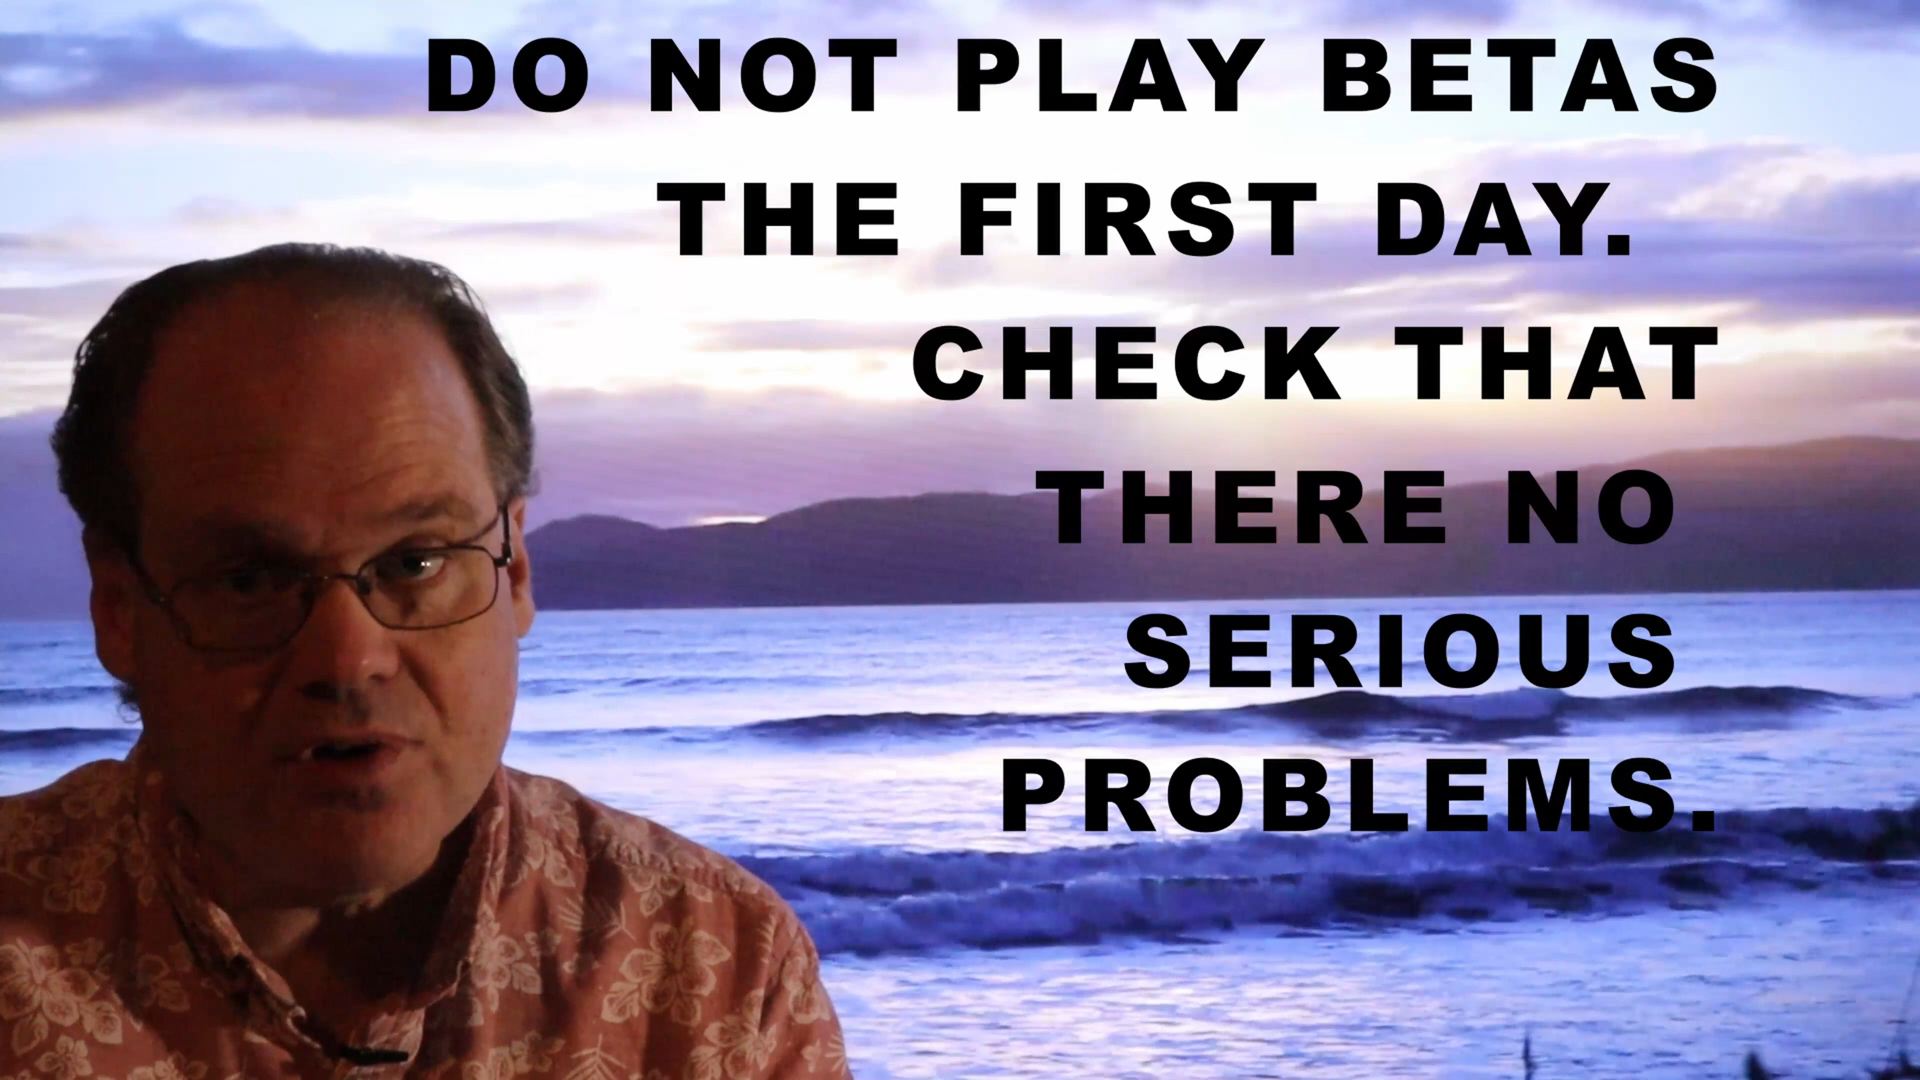 DO NOT PLAY BETAS
THE FIRST DAY.
CHECK THAT
THERE NO
SERIOUS
PROBLEMS.